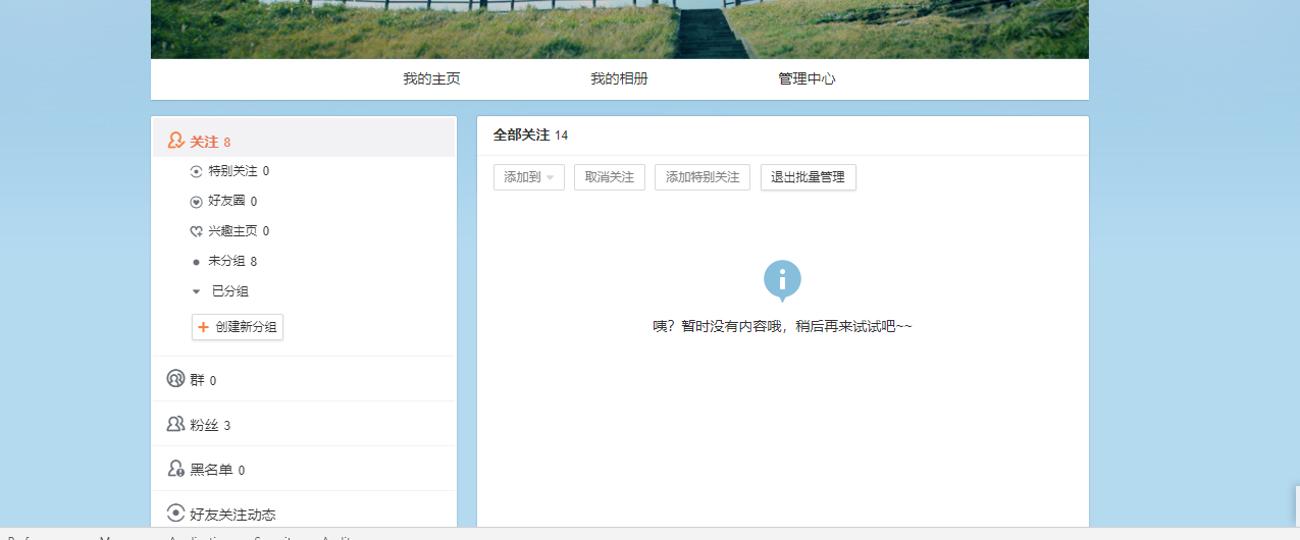 我的主页 我的相册 管理中心
关注 8
特别关注 0
好友圈 0
兴趣主页 0
未分组 8
已分组
创建新分组
群 0
粉丝 3
黑名单 0
好友关注动态
全部关注 14
添加到 取消关注 添加特别关注 退出批量管理
咦？暂时没有内容哦，稍后再来试试吧~~